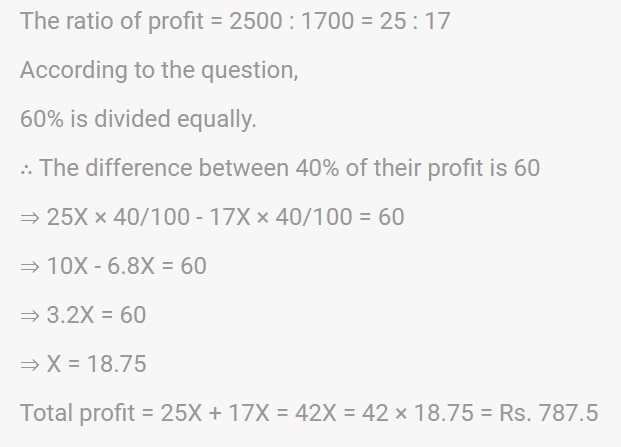 The ratio of profit = 2500 : 1700 = 25 : 17
According to the question,
60% is divided equally.
∴ The difference between 40% of their profit is 60
⇒ 25X × 40/100 - 17X × 40/100 = 60
⇒ 10X - 6.8X = 60
⇒ 3.2X = 60
⇒ X = 18.75
Total profit = 25X + 17X = 42X = 42 × 18.75 = Rs. 787.5